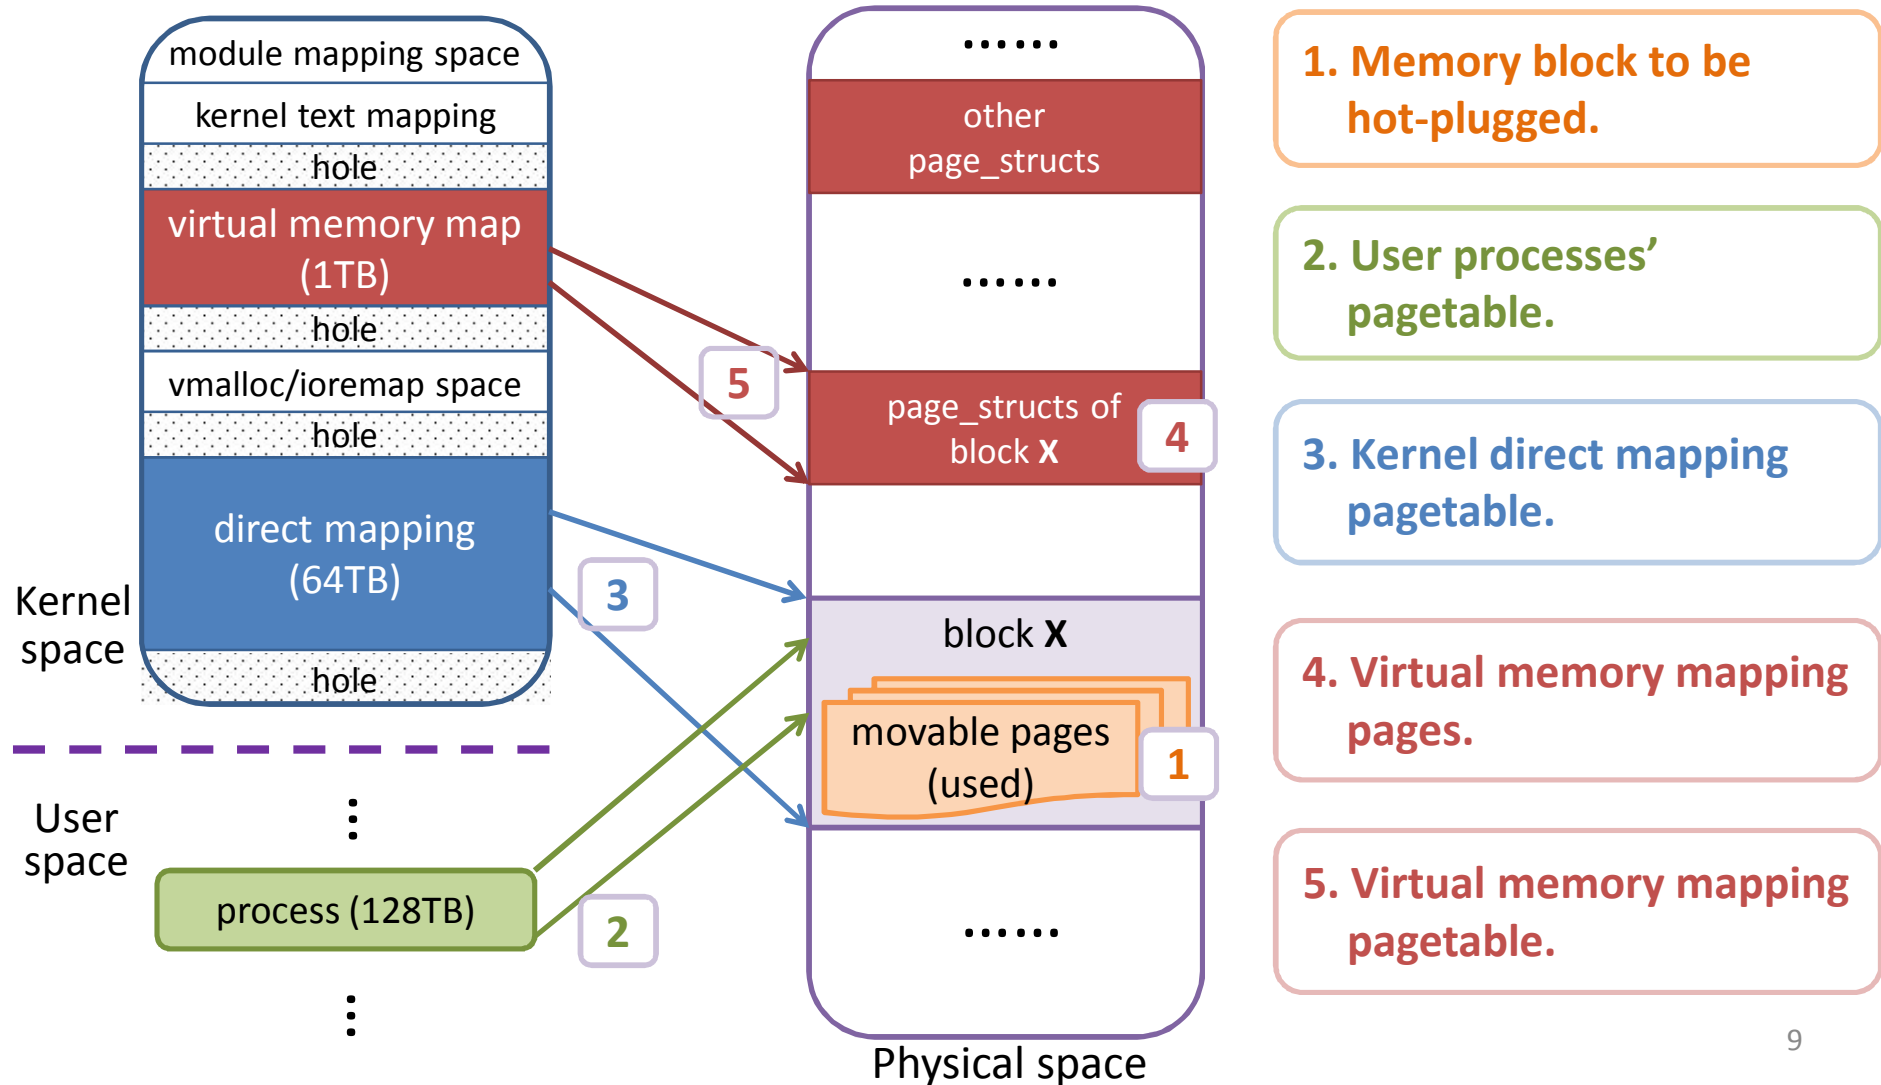 module mapping space
kernel text mapping
hole
virtual memory map
(1TB)
hole
vmalloc/ioremap space
hole
direct mapping
(64TB)
hole
Kernel
space
User
space
⋮
process (128TB)
⋮
5
3
2
......
other
page_structs
......
page_structs of
block X
4
block X
movable pages
(used)
1
......
Physical space
1. Memory block to be
hot-plugged.
2. User processes’
pagetable.
3. Kernel direct mapping
pagetable.
4. Virtual memory mapping
pages.
5. Virtual memory mapping
pagetable.
9